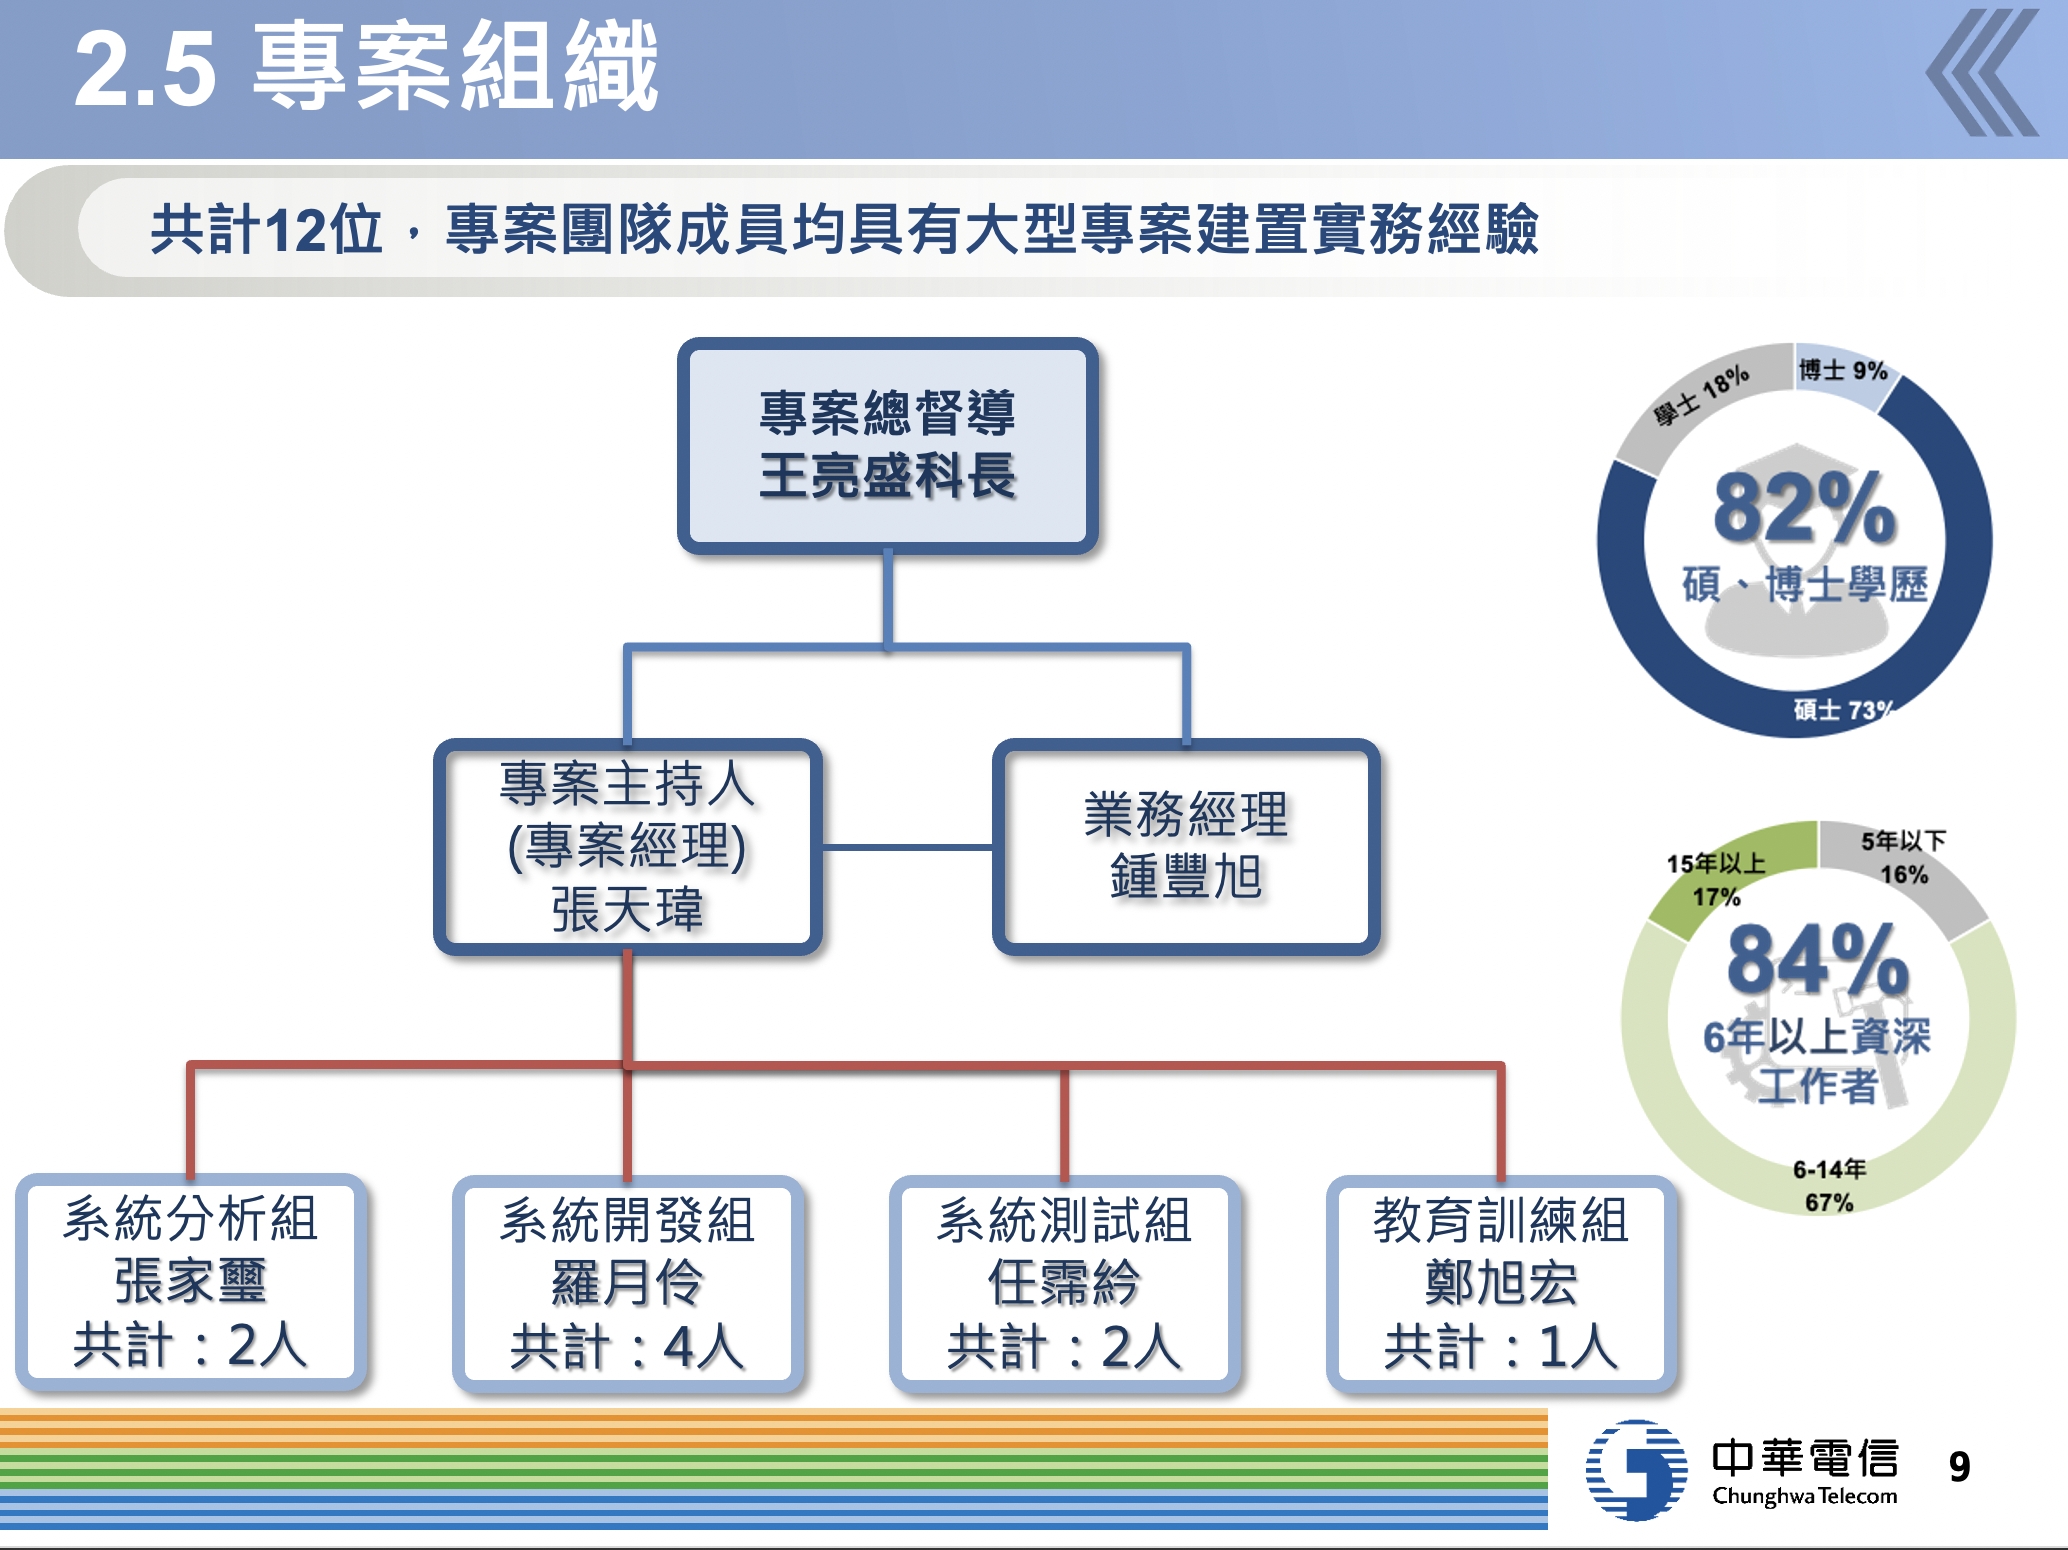 2.5 專案組織
共計12位，專案團隊成員均具有大型專案建置實務經驗
專案總督導
王亮盛科長
專案主持人
(專案經理)
張天瑋
業務經理
鍾豐旭
系統分析組
張家璽
共計：2人
系統開發組
羅月伶
共計：4人
系統測試組
任霈紟
共計：2人
教育訓練組
鄭旭宏
共計：1人
博士 9%
學士 18%
82%
碩、博士學歷
碩士 73%
5年以下
16%
15年以上
17%
84%
6年以上資深
工作者
6-14年
67%
中華電信
Chunghwa Telecom
9